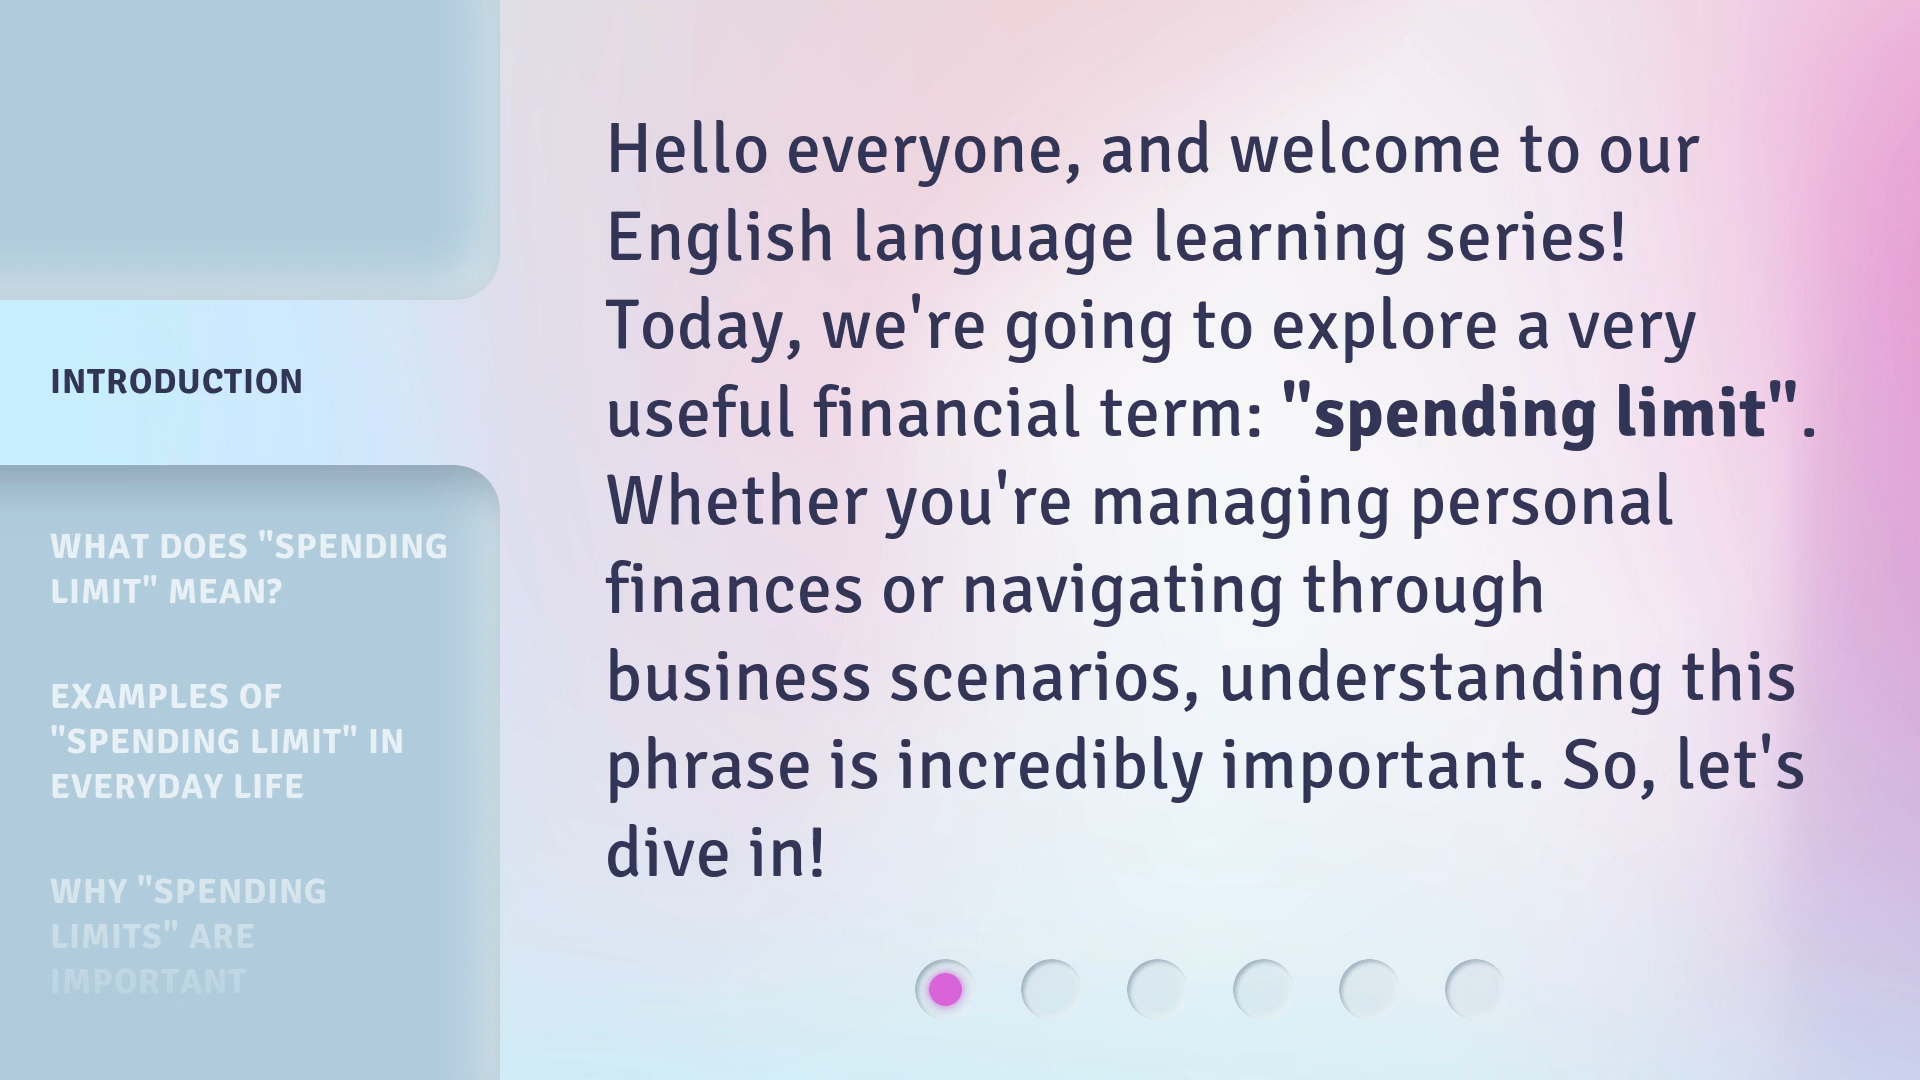 INTRODUCTION
WHAT DOES "SPENDING
LIMIT" MEAN?
EXAMPLES OF
"SPENDING LIMIT" IN
EVERYDAY LIFE
WHY "SPENDING
LIMITS" ARE
IMPORTANT
Hello everyone, and welcome to our
English language learning series!
Today, we're going to explore a very
useful financial term: "spending limit".
Whether you're managing personal
finances or navigating through
business scenarios, understanding this
phrase is incredibly important. So, let's
dive in!